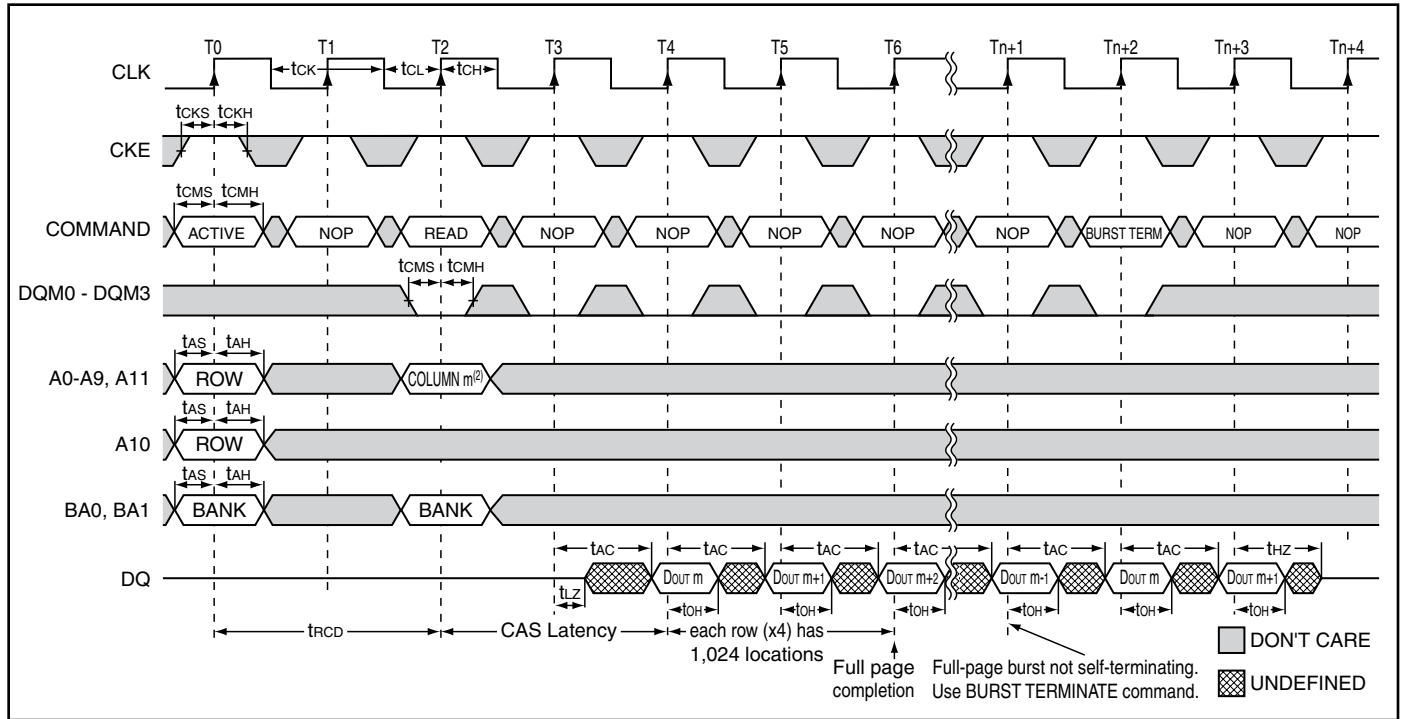 T0 T1 T2 T3 T4 T5 T6 Tn+1 Tn+2 Tn+3 Tn+4
CLK tCK tCL tCH
tCKS tCKH
CKE
tCMS tCMH
COMMAND ACTIVE NOP READ NOP NOP NOP NOP NOP BURST TERM NOP NOP
tCMS tCMH
DQM0 - DQM3
tAS tAH
A0-A9, A11 ROW COLUMN m(2)
tAS tAH
A10 ROW
tAS tAH
BA0, BA1 BANK BANK
tAC tAC tAC tAC tAC tAC tHZ
DQ DOUT m DOUT m+1 DOUT m+2 DOUT m-1 DOUT m DOUT m+1
tLZ tOH tOH tOH tOH tOH tOH
tRCD CAS Latency each row (x4) has
1,024 locations
Full page
completion
Full-page burst not self-terminating.
Use BURST TERMINATE command.
DON'T CARE
UNDEFINED